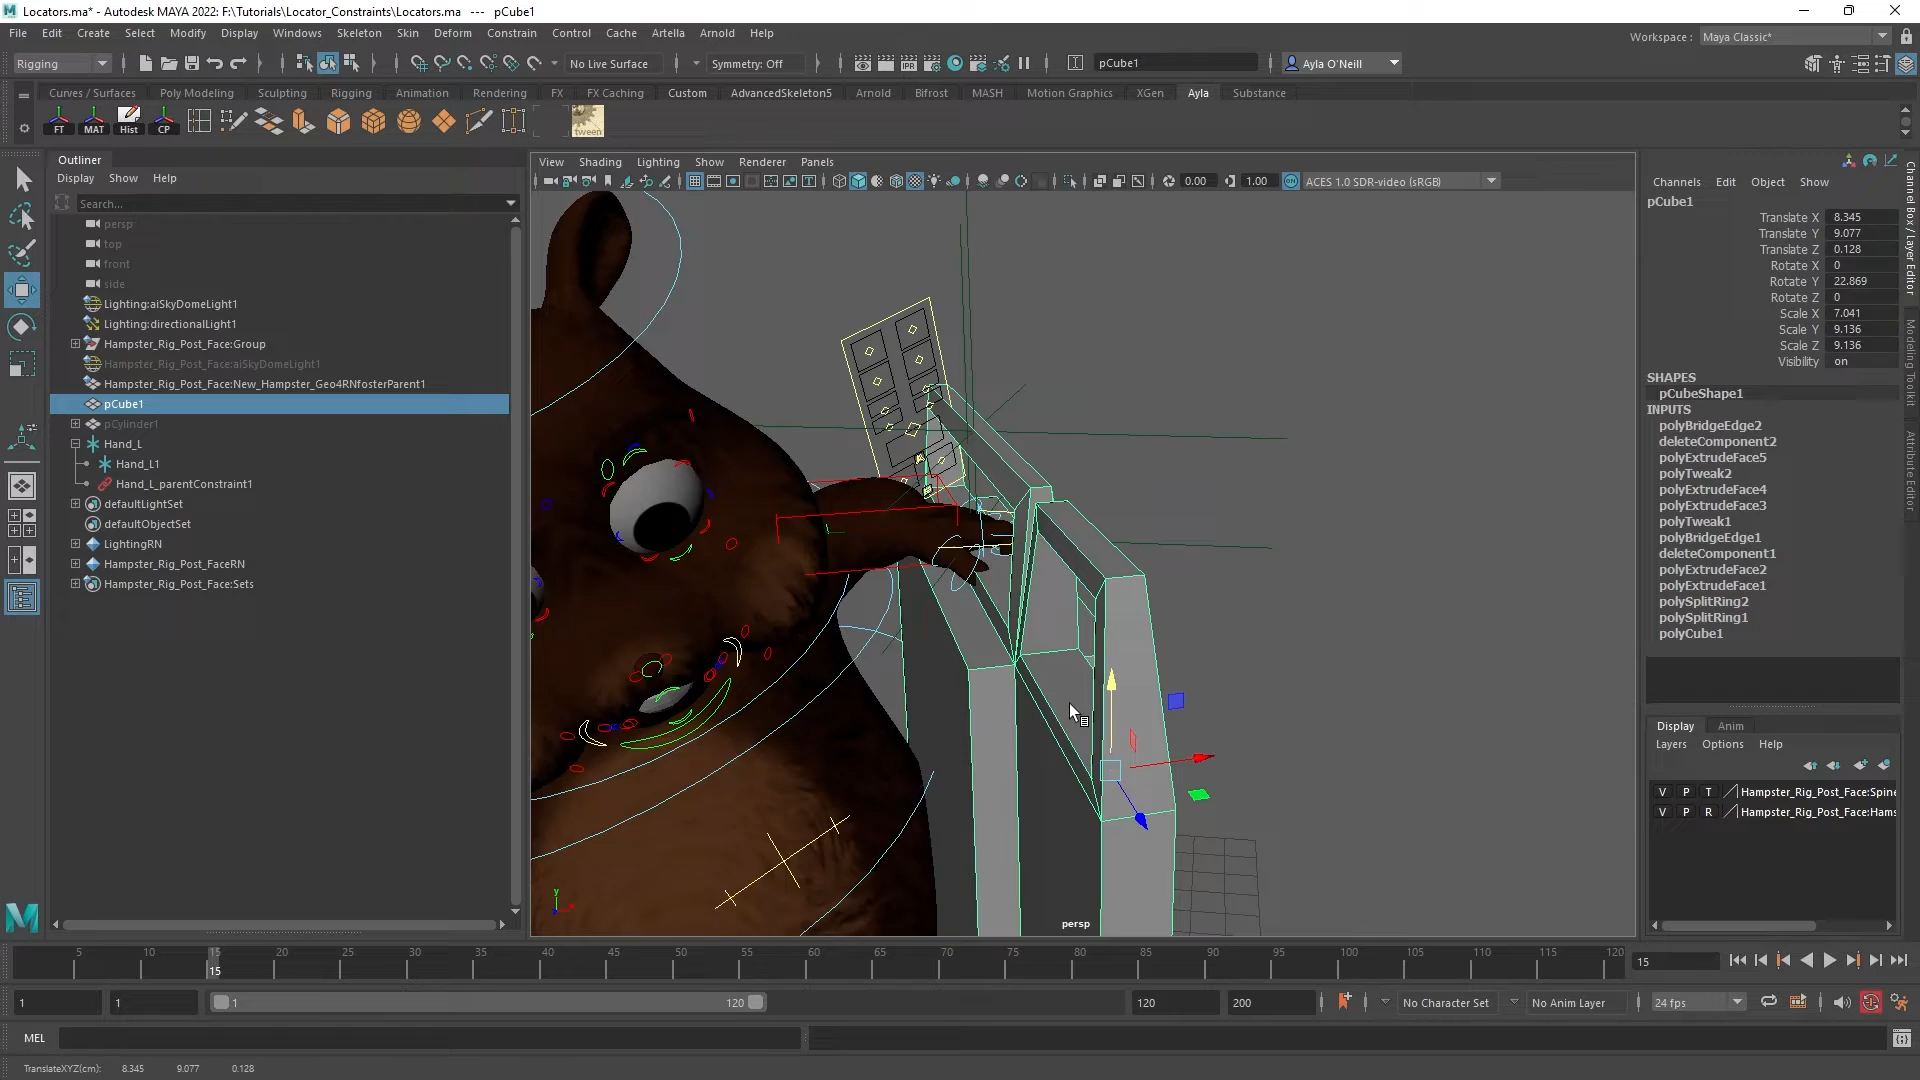 Locators.ma* - Autodesk MAYA 2022: F:\Tutorials\Locator_Constraints\Locators.ma --- pCube1
File Edit Create Select Modify Display Windows Skeleton Skin Deform Constrain Control Cache Artella Arnold Help
Workspace : Maya Classic*
Rigging
No Live Surface
Symmetry: Off
IPR
pCube1
Ayla O'Neill
Curves / Surfaces Poly Modeling Sculpting Rigging Animation Rendering FX FX Caching Custom AdvancedSkeleton5 Arnold Bifrost MASH Motion Graphics XGen Ayla Substance
FT MAT Hist CP tween
Outliner
Display Show Help
Search...
persp
top
front
side
Lighting:aiSkyDomeLight1
Lighting:directionalLight1
Hampster_Rig_Post_Face:Group
Hampster_Rig_Post_Face:aiSkyDomeLight1
Hampster_Rig_Post_Face:New_Hampster_Geo4RNfosterParent1
pCube1
pCylinder1
Hand_L
Hand_L1
Hand_L_parentConstraint1
defaultLightSet
defaultObjectSet
LightingRN
Hampster_Rig_Post_FaceRN
Hampster_Rig_Post_Face:Sets
View Shading Lighting Show Renderer Panels
0.00 1.00 ON ACES 1.0 SDR-video (sRGB)
y
persp
Channels Edit Object Show
pCube1
Translate X 8.345
Translate Y 9.077
Translate Z 0.128
Rotate X 0
Rotate Y 22.869
Rotate Z 0
Scale X 7.041
Scale Y 9.136
Scale Z 9.136
Visibility on
SHAPES
pCubeShape1
INPUTS
polyBridgeEdge2
deleteComponent2
polyExtrudeFace5
polyTweak2
polyExtrudeFace4
polyExtrudeFace3
polyTweak1
polyBridgeEdge1
deleteComponent1
polyExtrudeFace2
polyExtrudeFace1
polySplitRing2
polySplitRing1
polyCube1
Display Anim
Layers Options Help
V P T Hampster_Rig_Post_Face:Spine
V P R Hampster_Rig_Post_Face:Hams
Channel Box / Layer Editor
Modeling Toolkit
Attribute Editor
5 10 15 20 25 30 35 40 45 50 55 60 65 70 75 80 85 90 95 100 105 110 115 120
15
15
1 1 1 120 120 200
No Character Set No Anim Layer 24 fps
MEL
TranslateXYZ(cm): 8.345 9.077 0.128